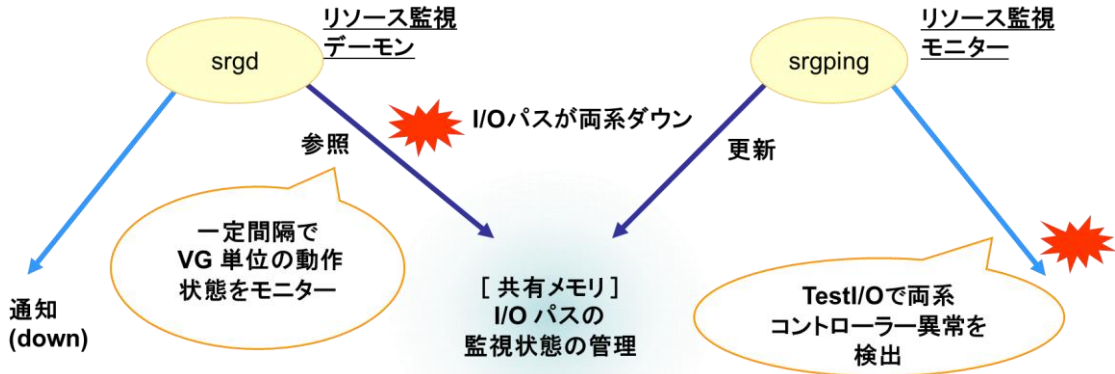 リソース監視
デーモン
srgd
リソース監視
モニター
srgping
I/Oパスが両系ダウン
参照
更新
一定間隔で
VG 単位の動作
状態をモニター
通知
(down)
[ 共有メモリ ]
I/O パスの
監視状態の管理
TestI/Oで両系
コントローラー異常を
検出